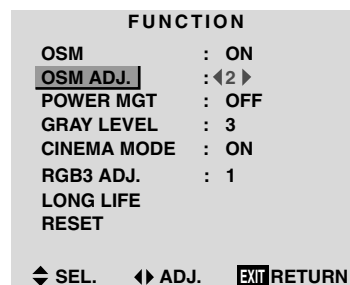 FUNCTION
OSM : ON
OSM ADJ. : 2
POWER MGT : OFF
GRAY LEVEL : 3
CINEMA MODE : ON
RGB3 ADJ. : 1
LONG LIFE
RESET
SEL. ADJ. EXIT RETURN